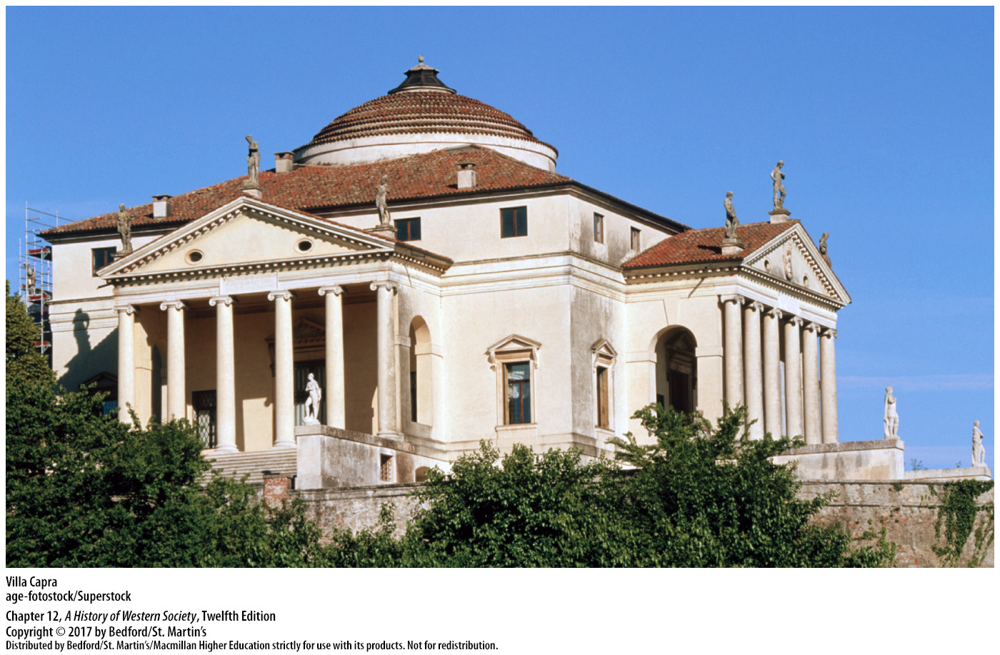 Villa Capra
age-fotostock/Superstock
Chapter 12, A History of Western Society, Twelfth Edition
Copyright © 2017 by Bedford/St. Martin’s
Distributed by Bedford/St. Martin’s/Macmillan Higher Education strictly for use with its products. Not for redistribution.